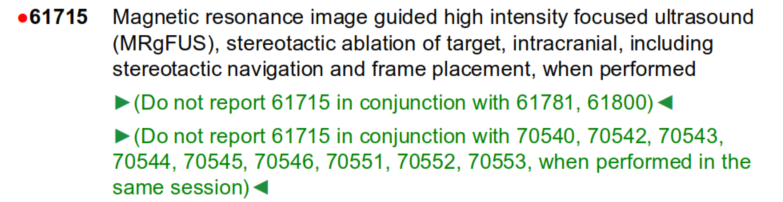 ●61715 Magnetic resonance image guided high intensity focused ultrasound
(MRgFUS), stereotactic ablation of target, intracranial, including
stereotactic navigation and frame placement, when performed
►(Do not report 61715 in conjunction with 61781, 61800)◄
►(Do not report 61715 in conjunction with 70540, 70542, 70543,
70544, 70545, 70546, 70551, 70552, 70553, when performed in the
same session)◄